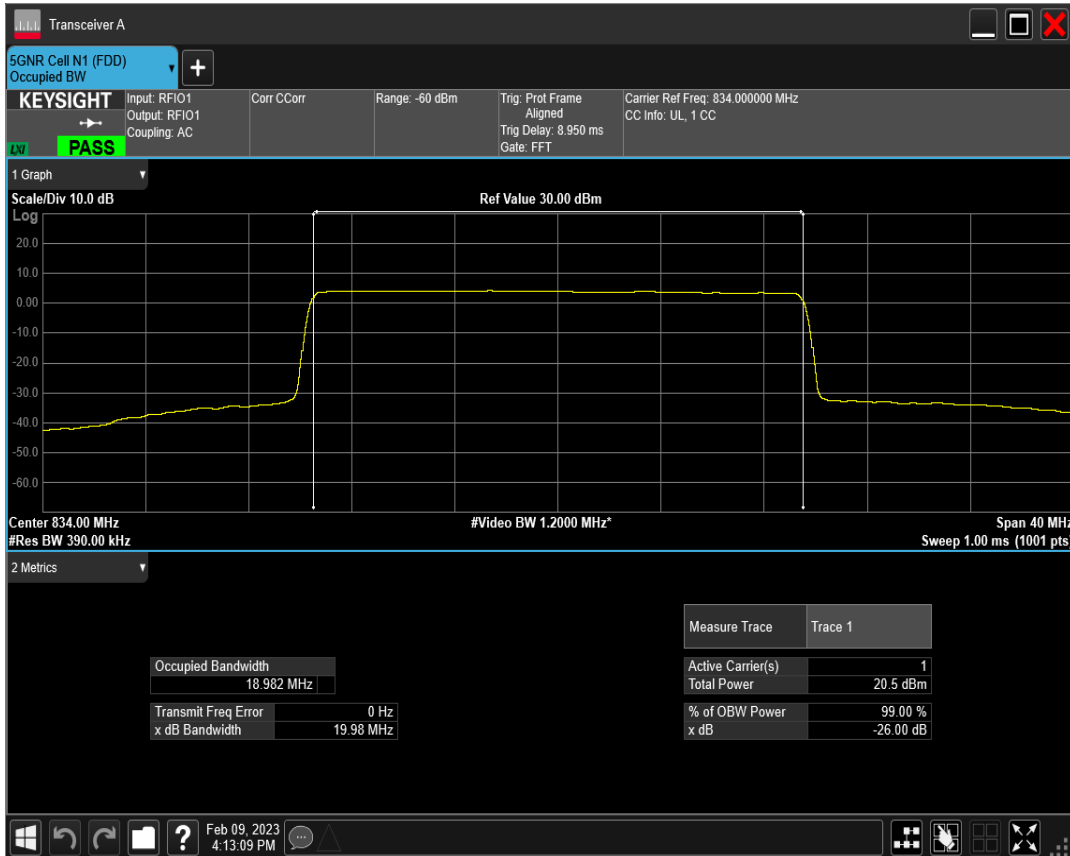 Transceiver A
5GNR Cell N1 (FDD)
Occupied BW
+
KEYSIGHT
LXI
PASS
Input: RFIO1
Output: RFIO1
Coupling: AC
Corr CCorr
Range: -60 dBm
Trig: Prot Frame
Aligned
Trig Delay: 8.950 ms
Gate: FFT
Carrier Ref Freq: 834.000000 MHz
CC Info: UL, 1 CC
1 Graph
Scale/Div 10.0 dB
Ref Value 30.00 dBm
Log
20.0
10.0
0.00
-10.0
-20.0
-30.0
-40.0
-50.0
-60.0
Center 834.00 MHz
#Video BW 1.2000 MHz*
Span 40 MHz
#Res BW 390.00 kHz
Sweep 1.00 ms (1001 pts)
2 Metrics
Measure Trace Trace 1
Occupied Bandwidth
18.982 MHz
Active Carrier(s) 1
Total Power 20.5 dBm
Transmit Freq Error 0 Hz
x dB Bandwidth 19.98 MHz
% of OBW Power 99.00 %
x dB -26.00 dB
?
Feb 09, 2023
4:13:09 PM